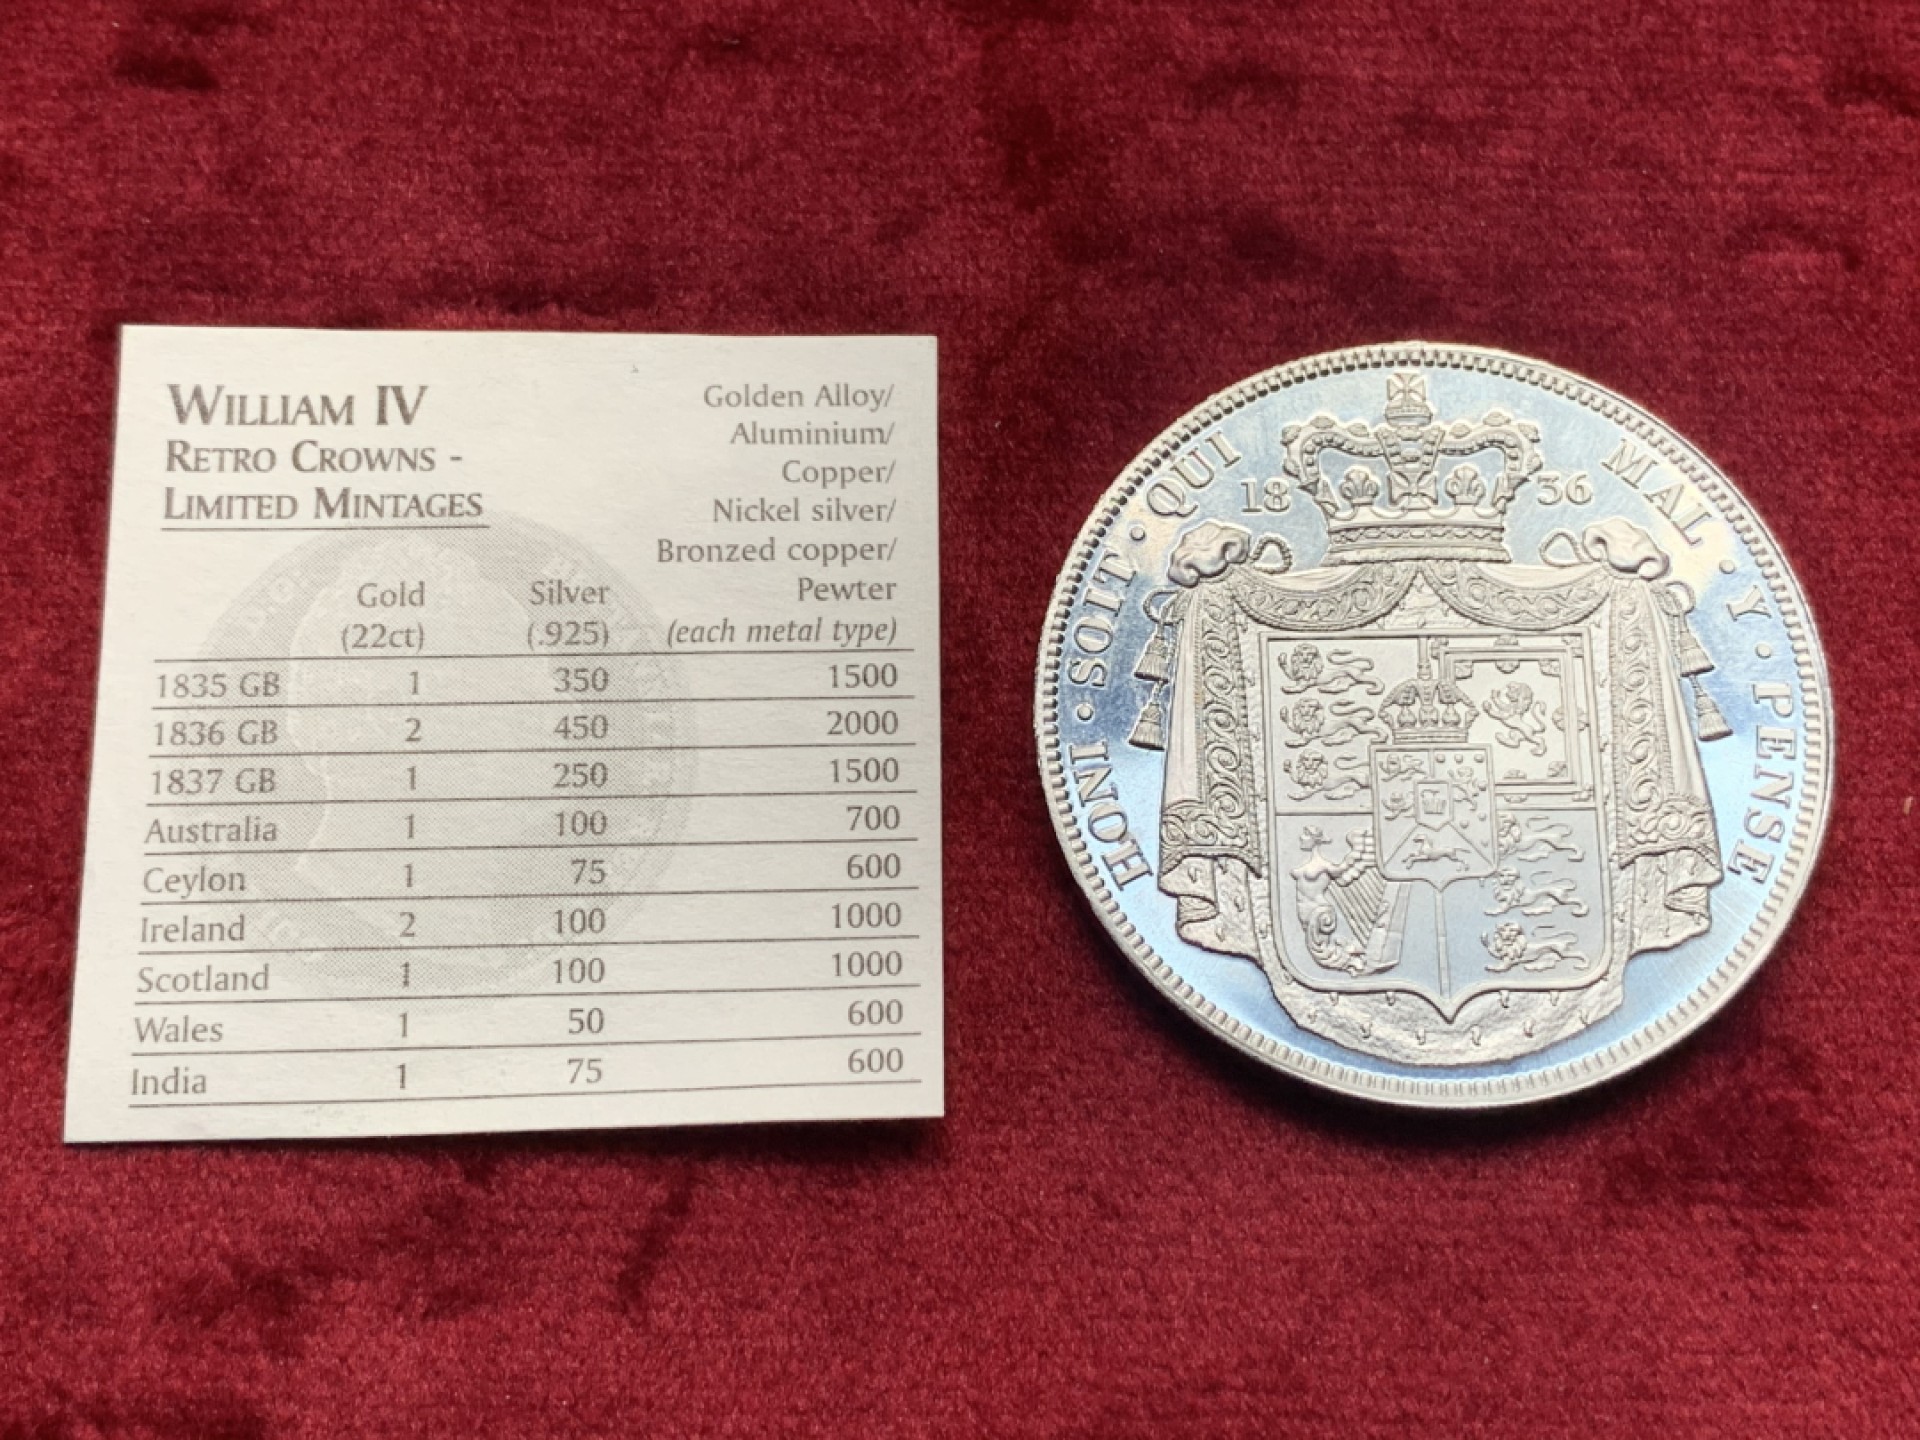 WILLIAM IV
RETRO CROWNS -
LIMITED MINTAGES
Golden Alloy/
Aluminium/
Copper/
Nickel silver/
Bronzed copper/
Pewter
(each metal type)
Gold (22ct)
Silver (.925)
1835 GB 1 350 1500
1836 GB 2 450 2000
1837 GB 1 250 1500
Australia 1 100 700
Ceylon 1 75 600
Ireland 2 100 1000
Scotland 1 100 1000
Wales 1 50 600
India 1 75 600
HONI · SOIT · QUI MAL · Y · PENSE
18 36